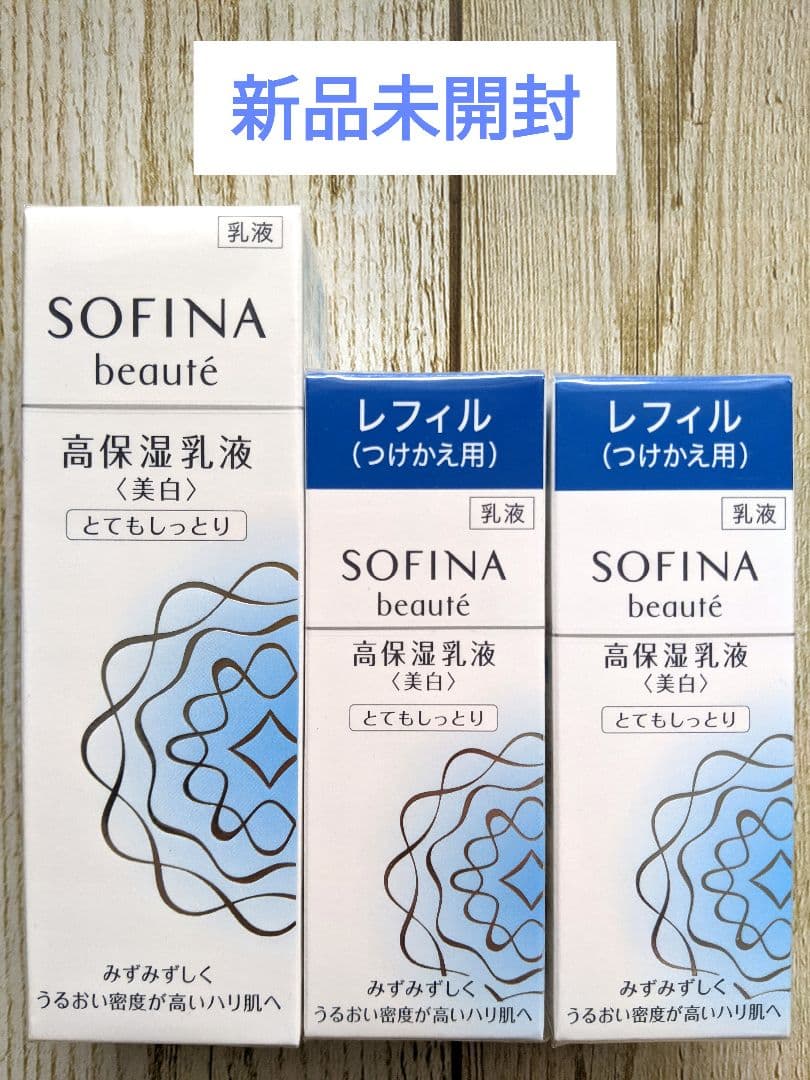 新品未開封
乳液
SOFINA
beauté
高保湿乳液
〈美白〉
とてもしっとり
みずみずしく
うるおい密度が高いハリ肌へ
レフィル
(つけかえ用)
乳液
SOFINA
beauté
高保湿乳液
〈美白〉
とてもしっとり
みずみずしく
うるおい密度が高いハリ肌へ
レフィル
(つけかえ用)
乳液
SOFINA
beauté
高保湿乳液
〈美白〉
とてもしっとり
みずみずしく
うるおい密度が高いハリ肌へ